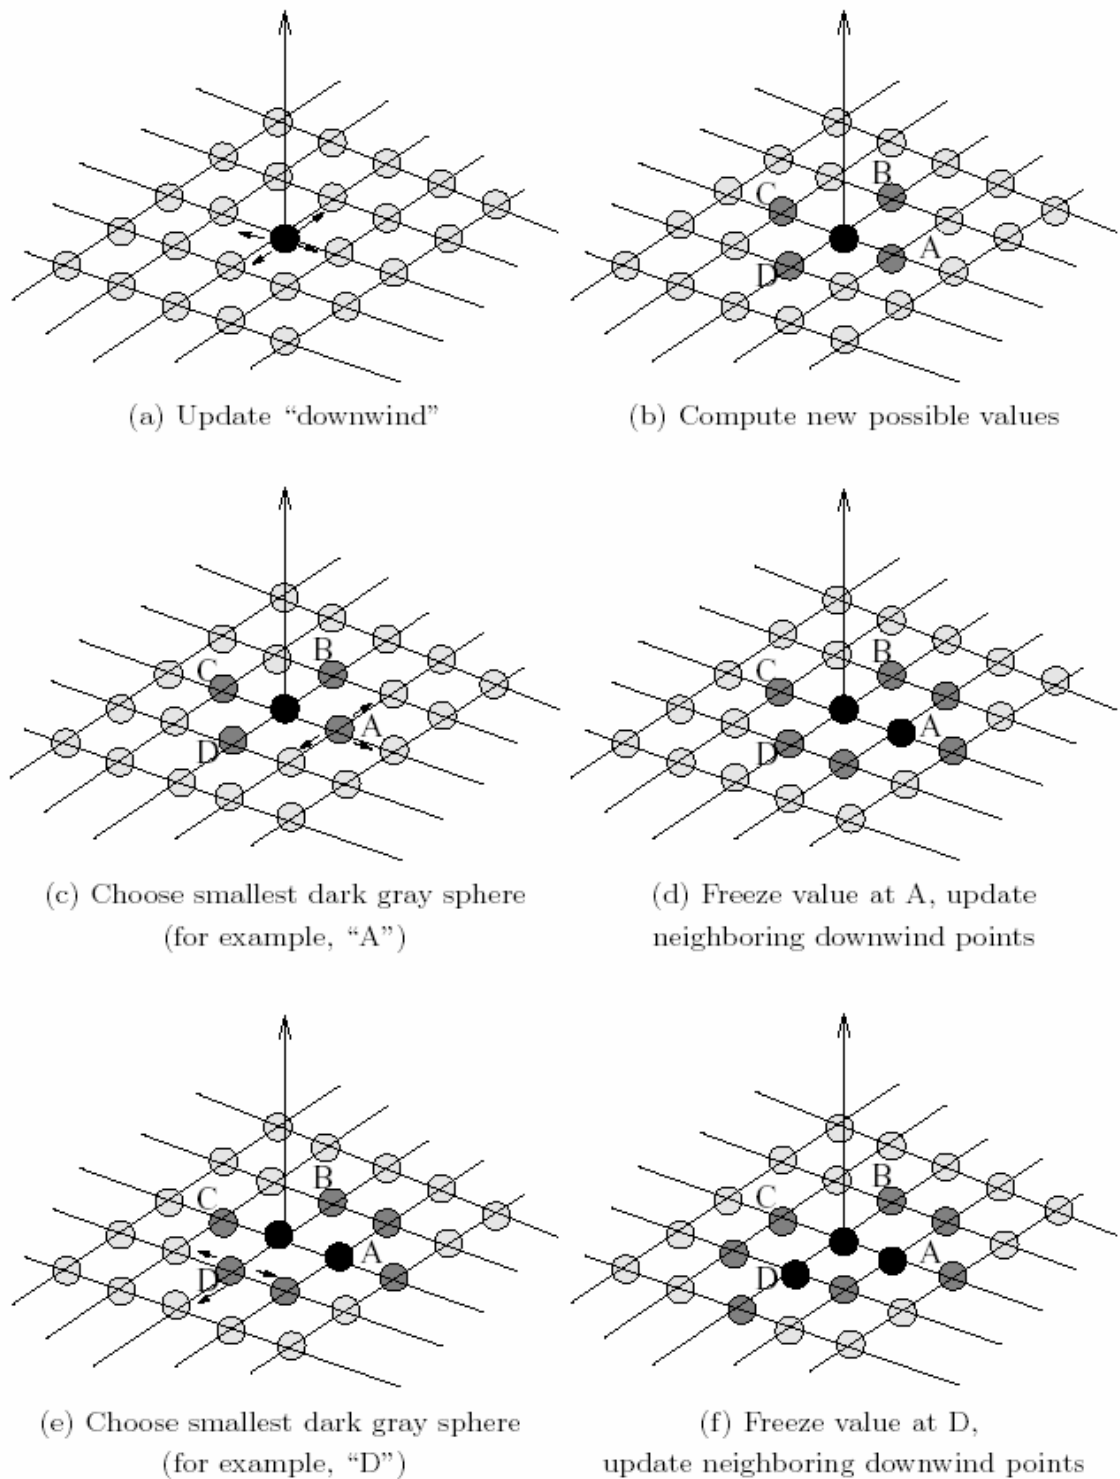 C
B
A
D
(a) Update “downwind”
(b) Compute new possible values
B
C
A
D
B
C
A
D
(c) Choose smallest dark gray sphere
(for example, “A”)
(d) Freeze value at A, update
neighboring downwind points
B
C
A
D
B
C
A
D
(e) Choose smallest dark gray sphere
(for example, “D”)
(f) Freeze value at D,
update neighboring downwind points